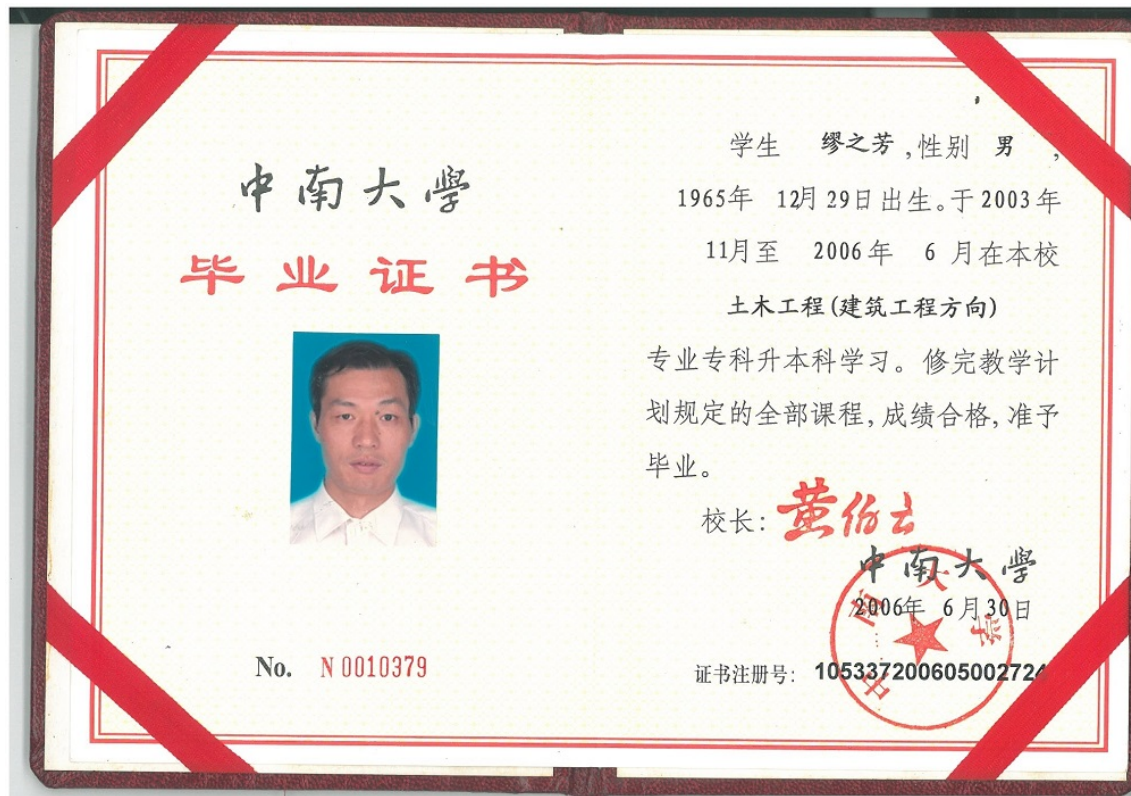 中南大學
毕业证书
No. N 0010379
学生 缪之芳,性别 男,
1965年 12月 29日出生。于2003年
11月至 2006年 6月在本校
土木工程(建筑工程方向)
专业专科升本科学习。修完教学计
划规定的全部课程,成绩合格,准予
毕业。
校长: 黄伯云
中南大學
2006年 6月30日
中南大学
证书注册号: 105337200605002724